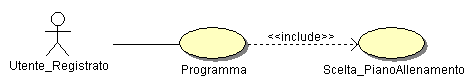 <<include>>
Utente_Registrato
Programma
Scelta_PianoAllenamento